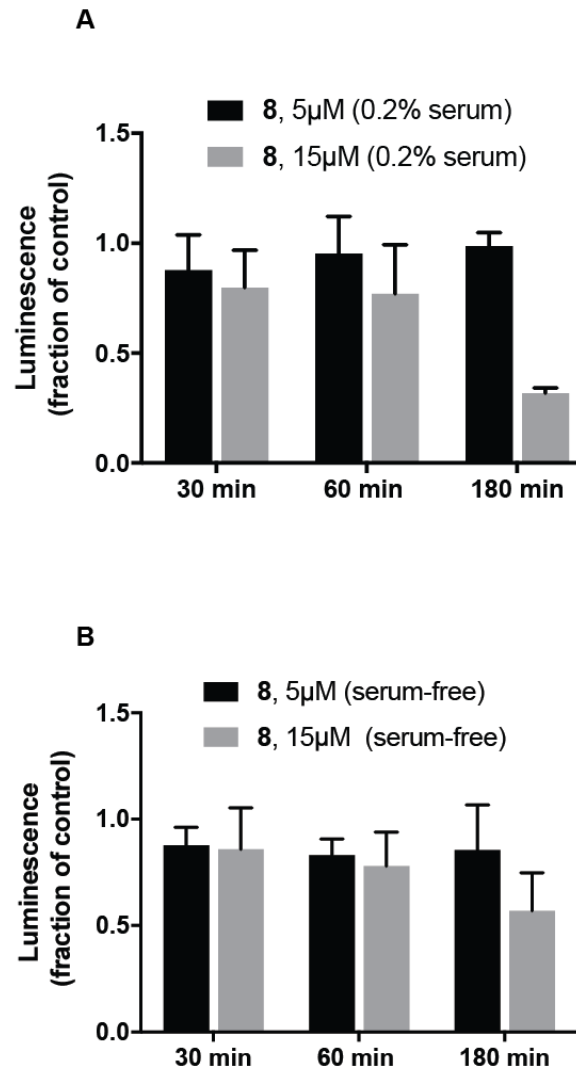 A
8, 5µM (0.2% serum)
8, 15µM (0.2% serum)
Luminescence
(fraction of control)
1.5
1.0
0.5
0.0
30 min 60 min 180 min
B
8, 5µM (serum-free)
8, 15µM (serum-free)
Luminescence
(fraction of control)
1.5
1.0
0.5
0.0
30 min 60 min 180 min